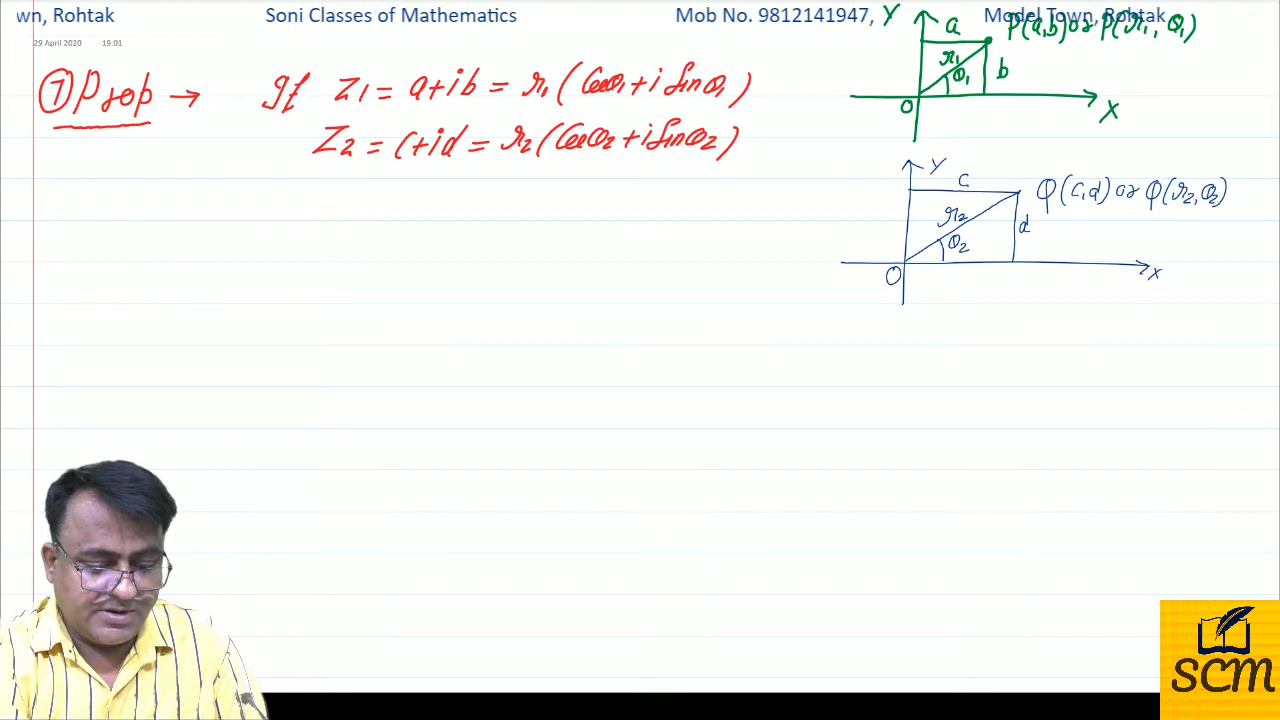 wn, Rohtak Soni Classes of Mathematics Mob No. 9812141947, Model Town, Rohtak
29 April 2020 19:01
⑦ Prop → If Z₁ = a+ib = r₁(Cosθ₁+i Sinθ₁)
Z₂ = c+id = r₂(Cosθ₂+iSinθ₂)
Y
a P(a,b) or P(r₁, θ₁)
r₁ θ₁ b
O X
Y
c Q(c,d) or Q(r₂,θ₂)
r₂ θ₂ d
O X
SCM